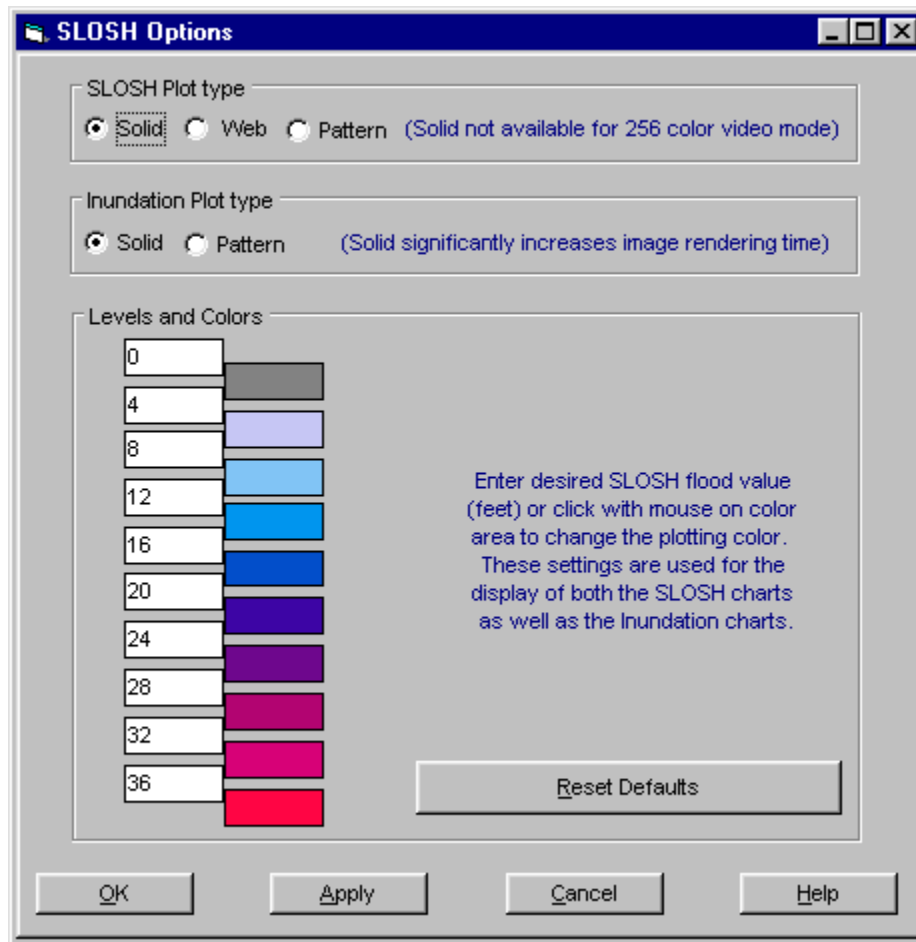 SLOSH Options
SLOSH Plot type
Solid Web Pattern (Solid not available for 256 color video mode)
Inundation Plot type
Solid Pattern (Solid significantly increases image rendering time)
Levels and Colors
0
4
8
12
16
20
24
28
32
36
Enter desired SLOSH flood value
(feet) or click with mouse on color
area to change the plotting color.
These settings are used for the
display of both the SLOSH charts
as well as the Inundation charts.
Reset Defaults
OK Apply Cancel Help